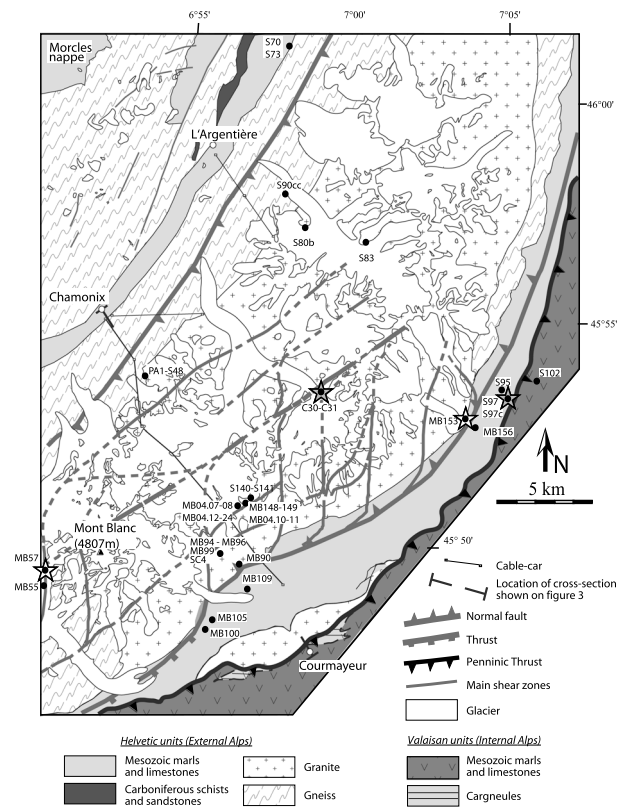 6°55'
7°00'
7°05'
Morcles
nappe
S70
S73
46°00'
L'Argentière
S90cc
S80b
S83
Chamonix
45°55'
PA1-S48
C30-C31
S95
S102
S97
S97c
MB153
MB156
N
5 km
S140-S141
MB04.07-08
MB148-149
MB04.12-24
MB04.10-11
Mont Blanc
(4807m)
MB94 - MB96
MB99
SC4
MB90
45° 50'
MB57
MB55
MB109
MB105
MB100
Courmayeur
Cable-car
Location of cross-section
shown on figure 3
Normal fault
Thrust
Penninic Thrust
Main shear zones
Glacier
Helvetic units (External Alps)
Valaisan units (Internal Alps)
Mesozoic marls
and limestones
Granite
Mesozoic marls
and limestones
Carboniferous schists
and sandstones
Gneiss
Cargneules